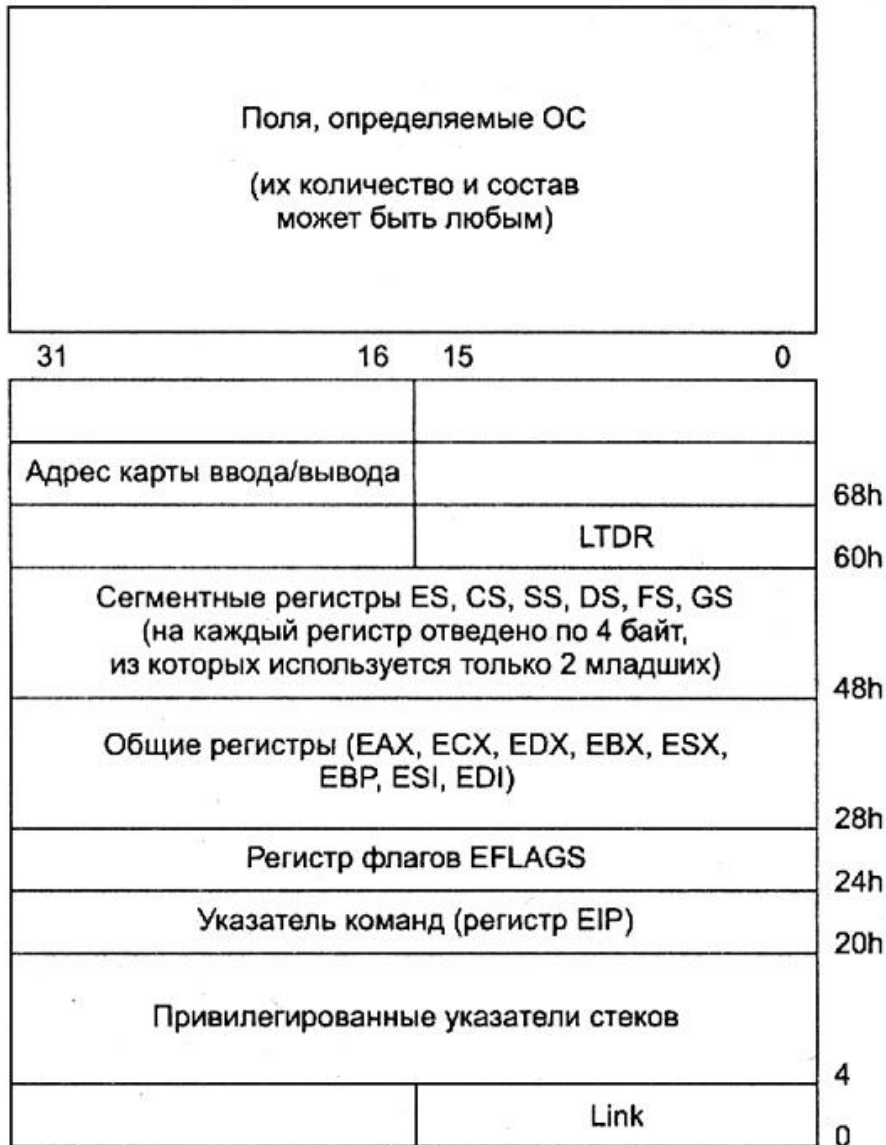 Поля, определяемые ОС
(их количество и состав
может быть любым)
31 16 15 0
Адрес карты ввода/вывода
68h
LTDR
60h
Сегментные регистры ES, CS, SS, DS, FS, GS
(на каждый регистр отведено по 4 байт,
из которых используется только 2 младших)
48h
Общие регистры (EAX, ECX, EDX, EBX, ESX,
EBP, ESI, EDI)
28h
Регистр флагов EFLAGS
24h
Указатель команд (регистр EIP)
20h
Привилегированные указатели стеков
4
Link
0